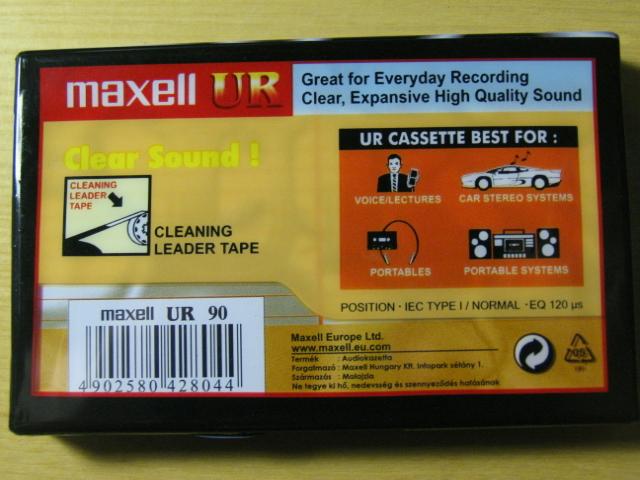 maxell UR
Great for Everyday Recording
Clear, Expansive High Quality Sound
Clear Sound !
CLEANING
LEADER
TAPE
CLEANING
LEADER TAPE
UR CASSETTE BEST FOR :
VOICE/LECTURES
CAR STEREO SYSTEMS
PORTABLES
PORTABLE SYSTEMS
POSITION · IEC TYPE I / NORMAL · EQ 120 µs
maxell UR 90
4 902580 428044
Maxell Europe Ltd.
www.maxell.eu.com
Termék : Audiokazetta
Forgalmazó : Maxell Hungary Kft. Infopark sétány 1.
Származás : Malajzia
Ne tegye ki hő, nedvesség és szennyeződés hatásának